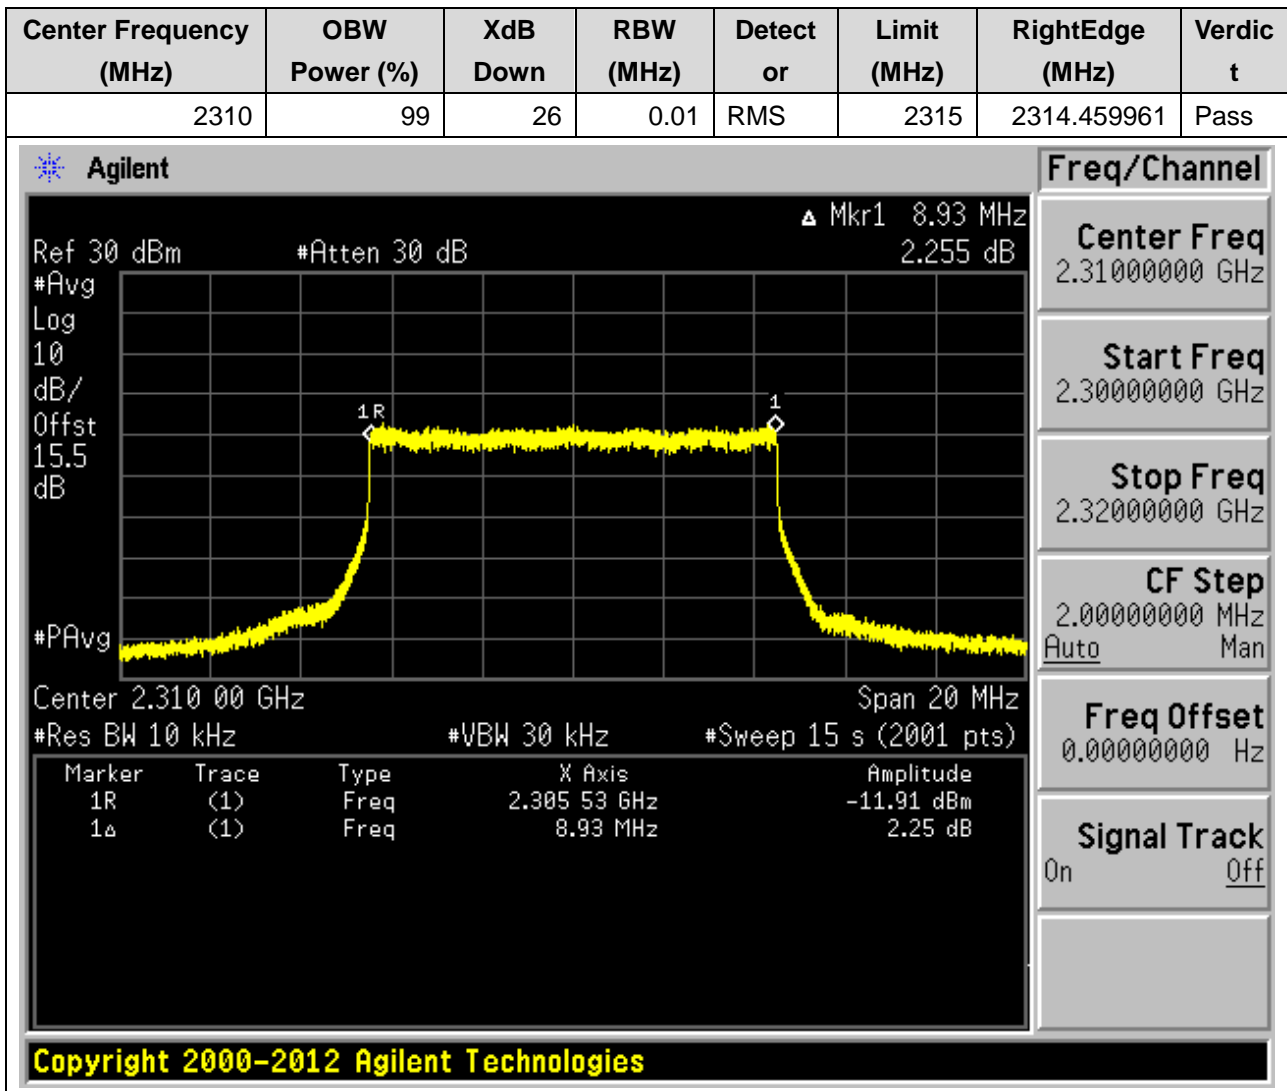 Center Frequency (MHz) OBW Power (%) XdB Down RBW (MHz) Detect or Limit (MHz) RightEdge (MHz) Verdic t
2310 99 26 0.01 RMS 2315 2314.459961 Pass
Agilent
Δ Mkr1 8.93 MHz
Ref 30 dBm #Atten 30 dB 2.255 dB
#Avg
Log
10
dB/
Offst
15.5
dB
#PAvg
1R
1
Center 2.310 00 GHz Span 20 MHz
#Res BW 10 kHz #VBW 30 kHz #Sweep 15 s (2001 pts)
Marker Trace Type X Axis Amplitude
1R (1) Freq 2.305 53 GHz -11.91 dBm
1Δ (1) Freq 8.93 MHz 2.25 dB
Freq/Channel
Center Freq
2.31000000 GHz
Start Freq
2.30000000 GHz
Stop Freq
2.32000000 GHz
CF Step
2.00000000 MHz
Auto Man
Freq Offset
0.00000000 Hz
Signal Track
On Off
Copyright 2000-2012 Agilent Technologies